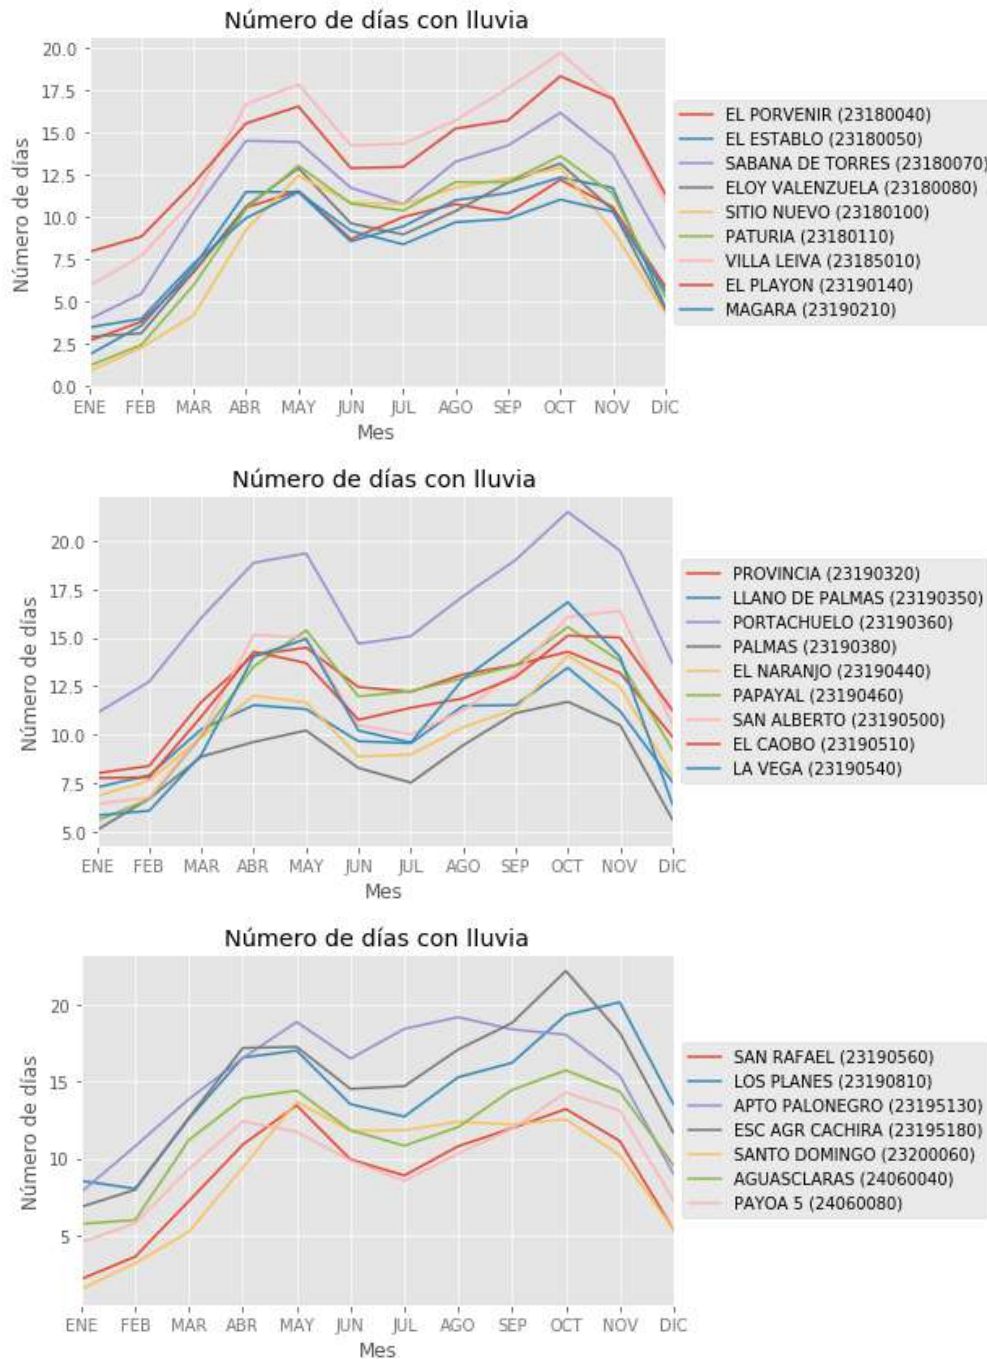 Número de días con lluvia
20.0
17.5
15.0
12.5
10.0
7.5
5.0
2.5
0.0
Número de días
ENE FEB MAR ABR MAY JUN JUL AGO SEP OCT NOV DIC
Mes
EL PORVENIR (23180040)
EL ESTABLO (23180050)
SABANA DE TORRES (23180070)
ELOY VALENZUELA (23180080)
SITIO NUEVO (23180100)
PATURIA (23180110)
VILLA LEIVA (23185010)
EL PLAYON (23190140)
MAGARA (23190210)
Número de días con lluvia
20.0
17.5
15.0
12.5
10.0
7.5
5.0
Número de días
ENE FEB MAR ABR MAY JUN JUL AGO SEP OCT NOV DIC
Mes
PROVINCIA (23190320)
LLANO DE PALMAS (23190350)
PORTACHUELO (23190360)
PALMAS (23190380)
EL NARANJO (23190440)
PAPAYAL (23190460)
SAN ALBERTO (23190500)
EL CAOBO (23190510)
LA VEGA (23190540)
Número de días con lluvia
20
15
10
5
Número de días
ENE FEB MAR ABR MAY JUN JUL AGO SEP OCT NOV DIC
Mes
SAN RAFAEL (23190560)
LOS PLANES (23190810)
APTO PALONEGRO (23195130)
ESC AGR CACHIRA (23195180)
SANTO DOMINGO (23200060)
AGUASCLARAS (24060040)
PAYOA 5 (24060080)